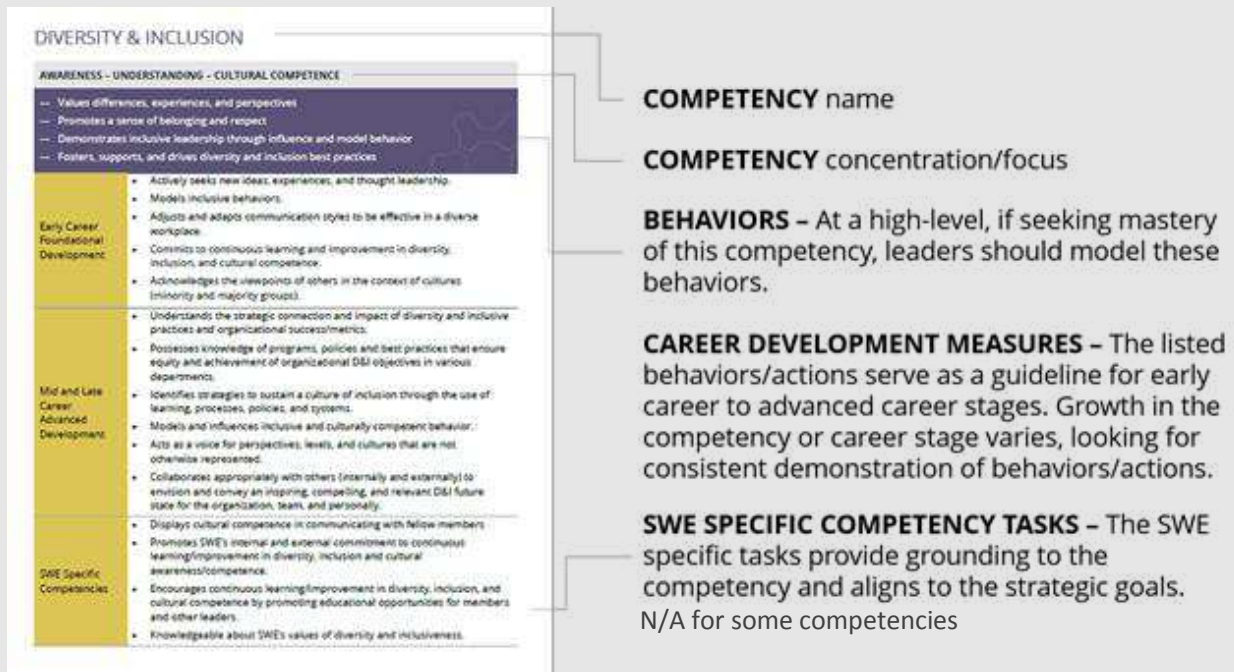 DIVERSITY & INCLUSION
AWARENESS – UNDERSTANDING – CULTURAL COMPETENCE
— Values differences, experiences, and perspectives
— Promotes a sense of belonging and respect
— Demonstrates inclusive leadership through influence and model behavior
— Fosters, supports, and drives diversity and inclusion best practices
Early Career
Foundational
Development
• Actively seeks new ideas, experiences, and thought leadership.
• Models inclusive behaviors.
• Adjusts and adapts communication styles to be effective in a diverse
workplace.
• Commits to continuous learning and improvement in diversity,
inclusion, and cultural competence.
• Acknowledges the viewpoints of others in the context of cultures
(minority and majority groups).
Mid and Late
Career
Advanced
Development
• Understands the strategic connection and impact of diversity and inclusive
practices and organizational success/metrics.
• Possesses knowledge of programs, policies and best practices that ensure
equity and achievement of organizational D&I objectives in various
departments.
• Identifies strategies to sustain a culture of inclusion through the use of
learning, processes, policies, and systems.
• Models and influences inclusive and culturally competent behavior.
• Acts as a voice for perspectives, levels, and cultures that are not
otherwise represented.
• Collaborates appropriately with others (internally and externally) to
envision and convey an inspiring, compelling, and relevant D&I future
state for the organization, team, and personally.
SWE Specific
Competencies
• Displays cultural competence in communicating with fellow members
• Promotes SWE's internal and external commitment to continuous
learning/improvement in diversity, inclusion and cultural
awareness/competence.
• Encourages continuous learning/improvement in diversity, inclusion, and
cultural competence by promoting educational opportunities for members
and other leaders.
• Knowledgeable about SWE's values of diversity and inclusiveness.
COMPETENCY name
COMPETENCY concentration/focus
BEHAVIORS – At a high-level, if seeking mastery
of this competency, leaders should model these
behaviors.
CAREER DEVELOPMENT MEASURES – The listed
behaviors/actions serve as a guideline for early
career to advanced career stages. Growth in the
competency or career stage varies, looking for
consistent demonstration of behaviors/actions.
SWE SPECIFIC COMPETENCY TASKS – The SWE
specific tasks provide grounding to the
competency and aligns to the strategic goals.
N/A for some competencies